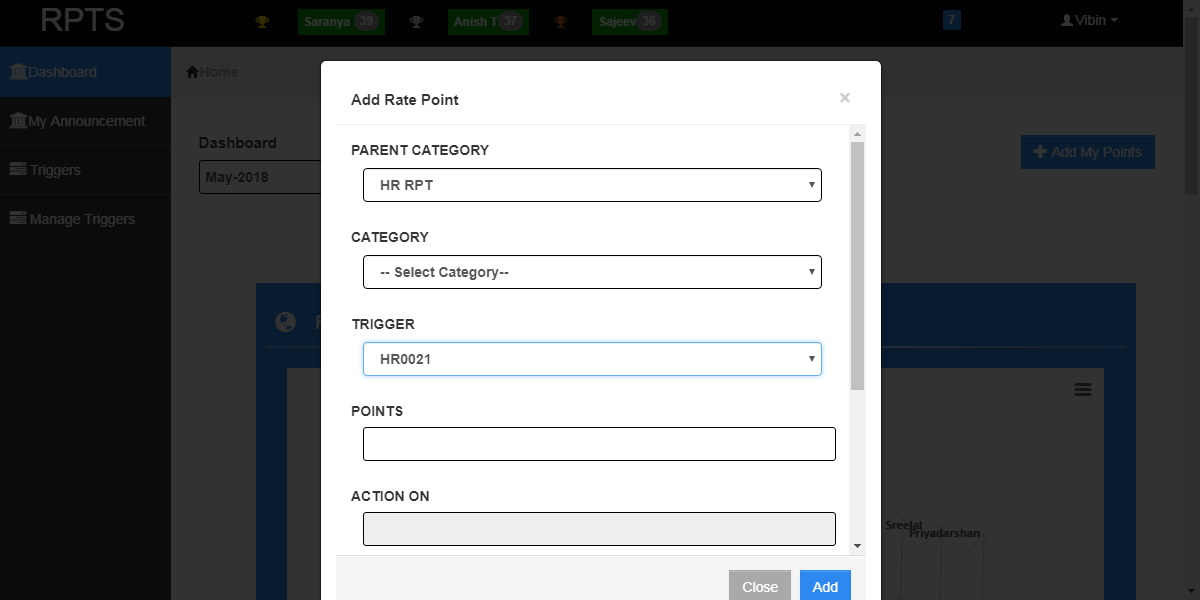 RPTS
Saranya 39
Anish T 37
Sajeev 36
7
Vibin
Dashboard
Home
My Announcement
Triggers
Manage Triggers
Dashboard
May-2018
Add My Points
Add Rate Point
×
PARENT CATEGORY
HR RPT
CATEGORY
-- Select Category--
TRIGGER
HR0021
POINTS
ACTION ON
Close
Add
Sreelal
Priyadarshan